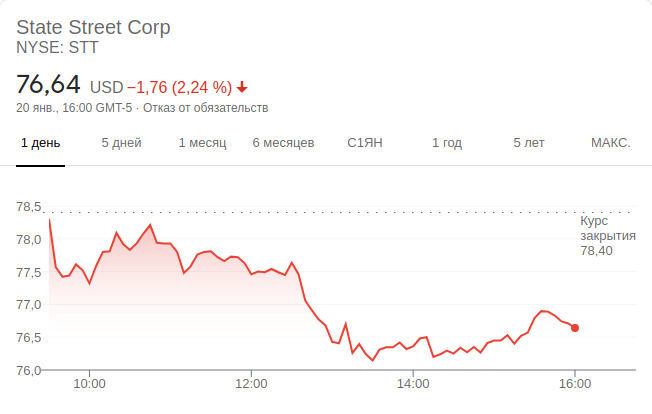 State Street Corp
NYSE: STT
76,64 USD −1,76 (2,24 %)
20 янв., 16:00 GMT-5 · Отказ от обязательств
1 день 5 дней 1 месяц 6 месяцев С1ЯН 1 год 5 лет МАКС.
78,5
Курс
закрытия
78,40
78,0
77,5
77,0
76,5
76,0
10:00 12:00 14:00 16:00